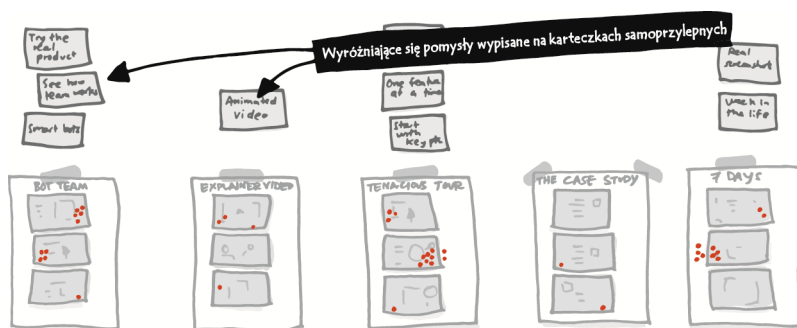 Wyróżniające się pomysły wypisane na karteczkach samoprzylepnych
Try the
real
product
See how
team works
Smart bots
Animated
video
One feature
at a time
Start
with
key pts
Real
screenshot
Week in
the life
BOT TEAM
EXPLAINER VIDEO
TENACIOUS TOUR
THE CASE STUDY
7 DAYS